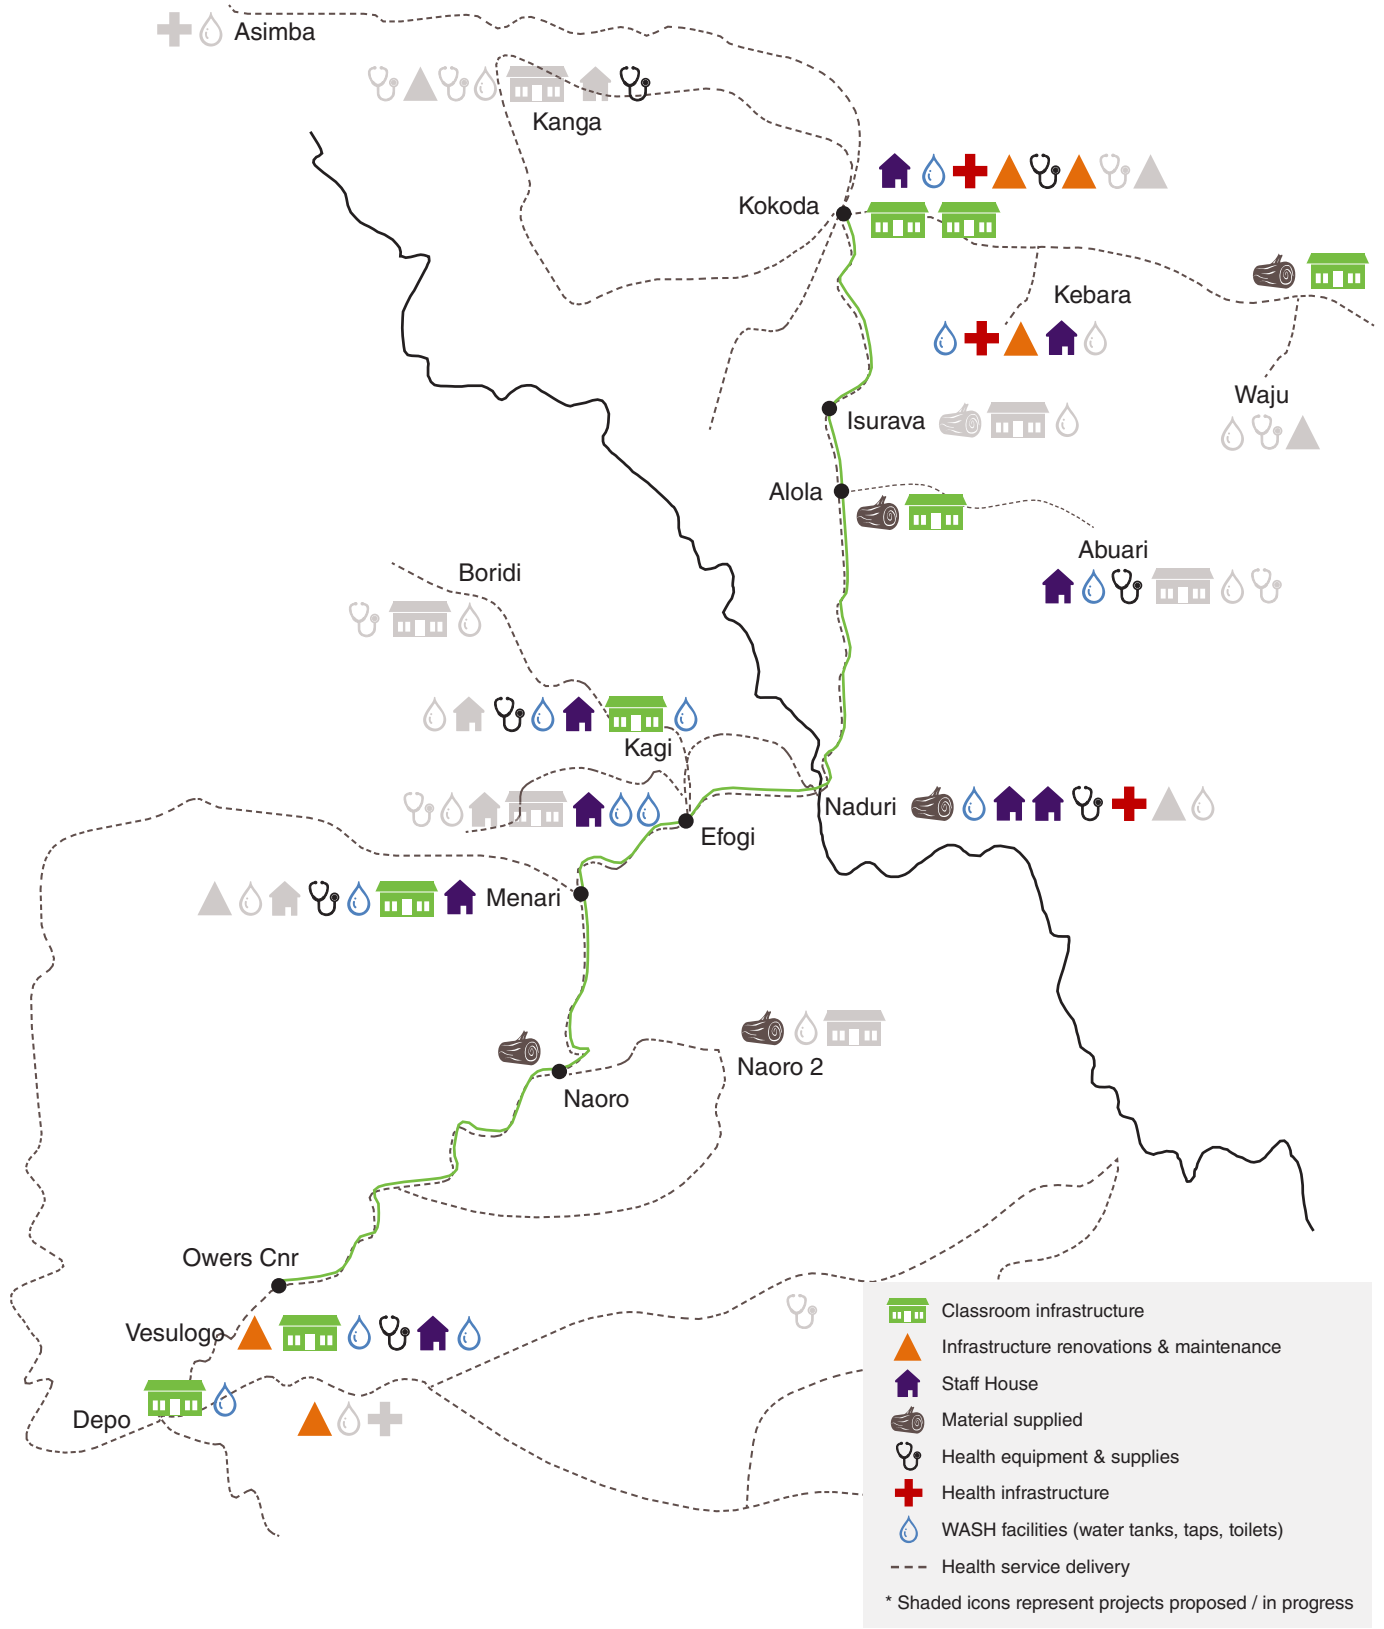 Asimba
Kanga
Kokoda
Kebara
Waju
Isurava
Alola
Abuari
Boridi
Kagi
Naduri
Efogi
Menari
Naoro 2
Naoro
Owers Cnr
Vesulogo
Depo
Classroom infrastructure
Infrastructure renovations & maintenance
Staff House
Material supplied
Health equipment & supplies
Health infrastructure
WASH facilities (water tanks, taps, toilets)
Health service delivery
* Shaded icons represent projects proposed / in progress